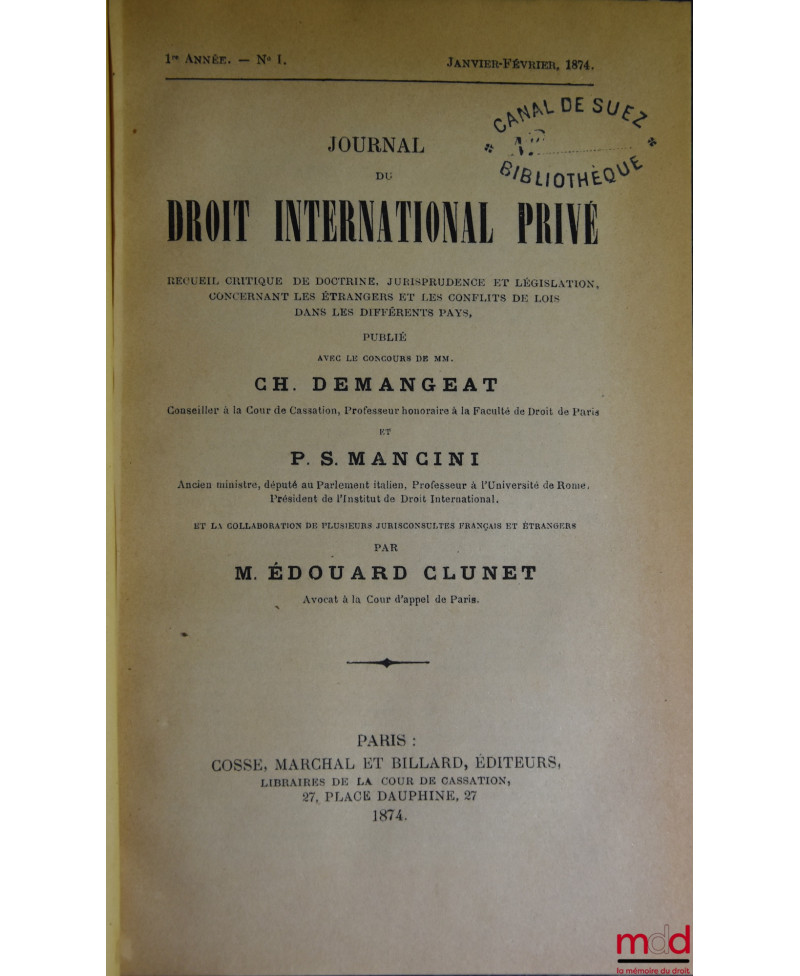 1re ANNÉE. — No I.
JANVIER-FÉVRIER, 1874.
CANAL DE SUEZ
BIBLIOTHÈQUE
JOURNAL
DU
DROIT INTERNATIONAL PRIVÉ
RECUEIL CRITIQUE DE DOCTRINE, JURISPRUDENCE ET LÉGISLATION,
CONCERNANT LES ÉTRANGERS ET LES CONFLITS DE LOIS
DANS LES DIFFÉRENTS PAYS,
PUBLIÉ
AVEC LE CONCOURS DE MM.
CH. DEMANGEAT
Conseiller à la Cour de Cassation, Professeur honoraire à la Faculté de Droit de Paris
ET
P. S. MANCINI
Ancien ministre, député au Parlement italien, Professeur à l'Université de Rome,
Président de l'Institut de Droit International,
ET LA COLLABORATION DE PLUSIEURS JURISCONSULTES FRANÇAIS ET ÉTRANGERS
PAR
M. ÉDOUARD CLUNET
Avocat à la Cour d'appel de Paris.
PARIS :
COSSE, MARCHAL ET BILLARD, ÉDITEURS,
LIBRAIRES DE LA COUR DE CASSATION,
27, PLACE DAUPHINE, 27
1874.
mdd
la mémoire du droit